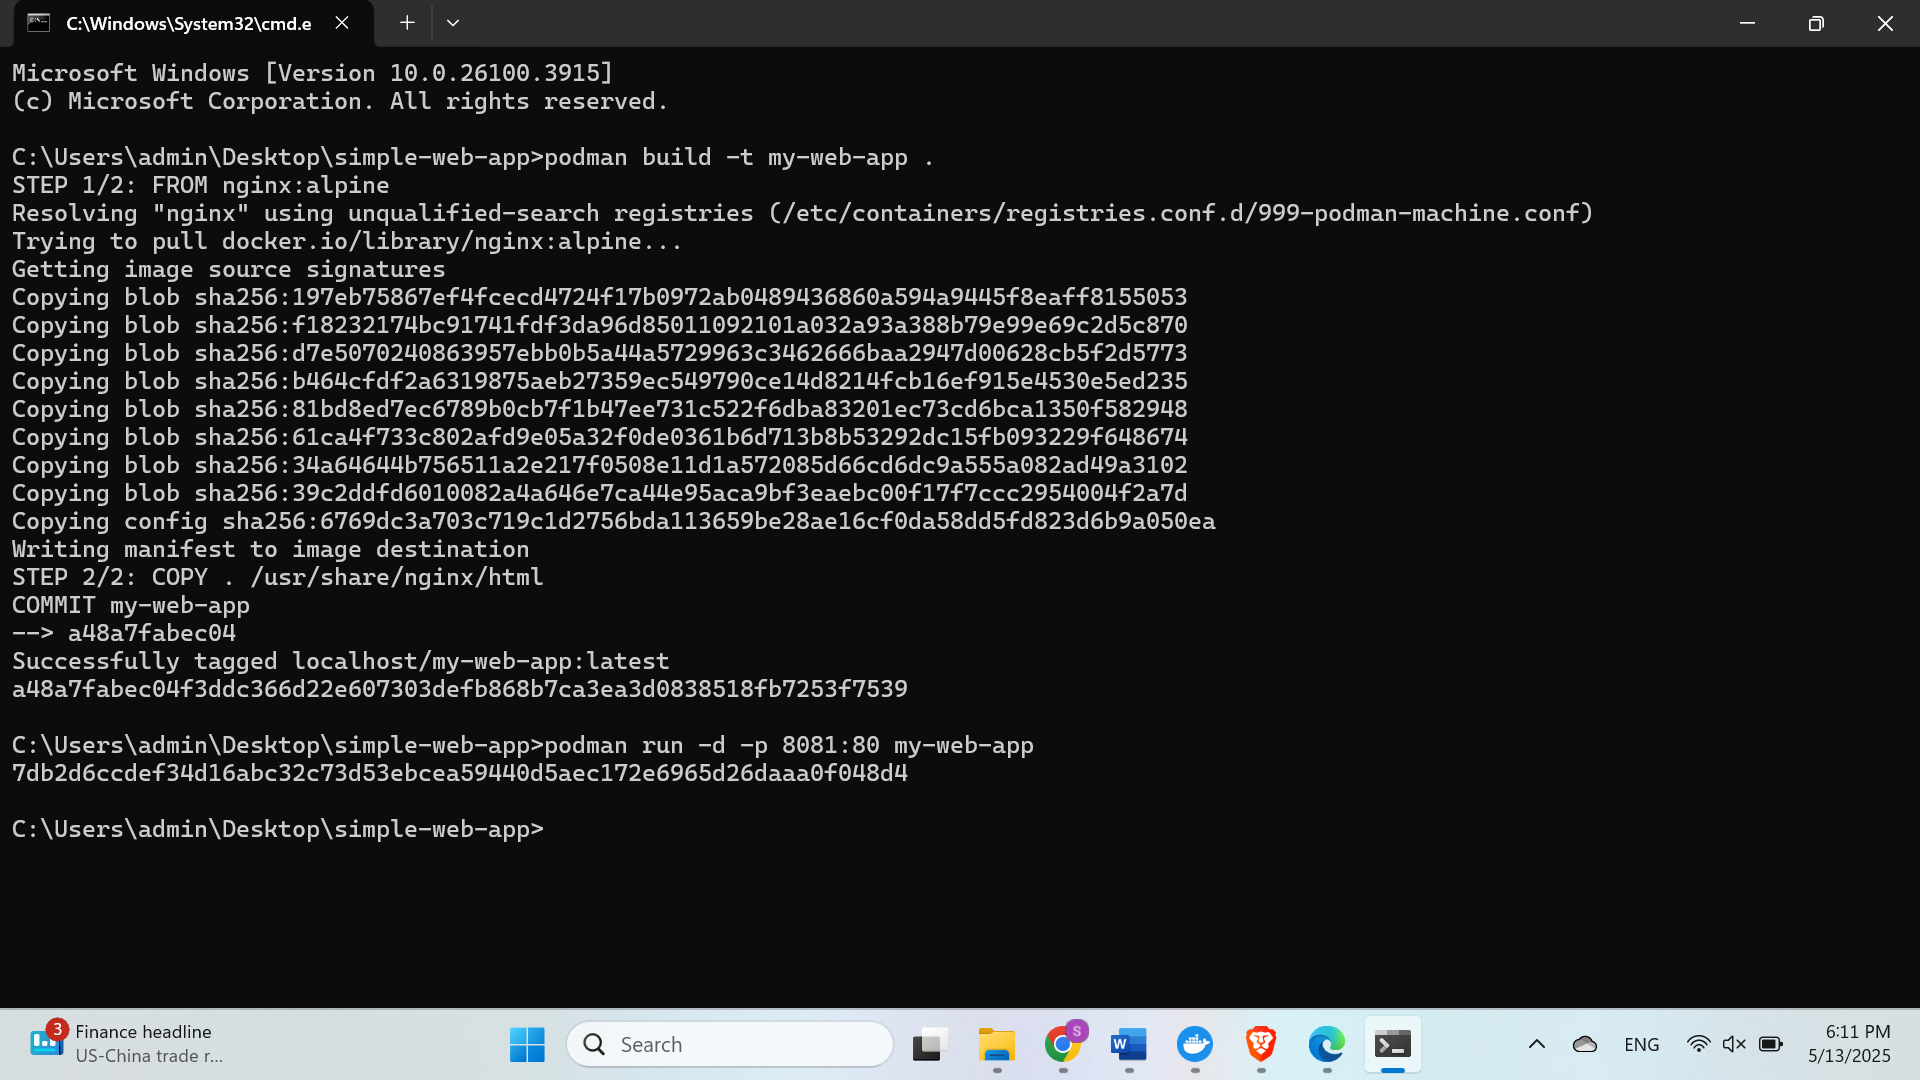 C:\Windows\System32\cmd.e
Microsoft Windows [Version 10.0.26100.3915]
(c) Microsoft Corporation. All rights reserved.
C:\Users\admin\Desktop\simple-web-app>podman build -t my-web-app .
STEP 1/2: FROM nginx:alpine
Resolving "nginx" using unqualified-search registries (/etc/containers/registries.conf.d/999-podman-machine.conf)
Trying to pull docker.io/library/nginx:alpine...
Getting image source signatures
Copying blob sha256:197eb75867ef4fcecd4724f17b0972ab0489436860a594a9445f8eaff8155053
Copying blob sha256:f18232174bc91741fdf3da96d85011092101a032a93a388b79e99e69c2d5c870
Copying blob sha256:d7e5070240863957ebb0b5a44a5729963c3462666baa2947d00628cb5f2d5773
Copying blob sha256:b464cfdf2a6319875aeb27359ec549790ce14d8214fcb16ef915e4530e5ed235
Copying blob sha256:81bd8ed7ec6789b0cb7f1b47ee731c522f6dba83201ec73cd6bca1350f582948
Copying blob sha256:61ca4f733c802afd9e05a32f0de0361b6d713b8b53292dc15fb093229f648674
Copying blob sha256:34a64644b756511a2e217f0508e11d1a572085d66cd6dc9a555a082ad49a3102
Copying blob sha256:39c2ddfd6010082a4a646e7ca44e95aca9bf3eaebc00f17f7ccc2954004f2a7d
Copying config sha256:6769dc3a703c719c1d2756bda113659be28ae16cf0da58dd5fd823d6b9a050ea
Writing manifest to image destination
STEP 2/2: COPY . /usr/share/nginx/html
COMMIT my-web-app
--> a48a7fabec04
Successfully tagged localhost/my-web-app:latest
a48a7fabec04f3ddc366d22e607303defb868b7ca3ea3d0838518fb7253f7539
C:\Users\admin\Desktop\simple-web-app>podman run -d -p 8081:80 my-web-app
7db2d6ccdef34d16abc32c73d53ebcea59440d5aec172e6965d26daaa0f048d4
C:\Users\admin\Desktop\simple-web-app>
3
Finance headline
US-China trade r...
Search
S
W
ENG
6:11 PM
5/13/2025